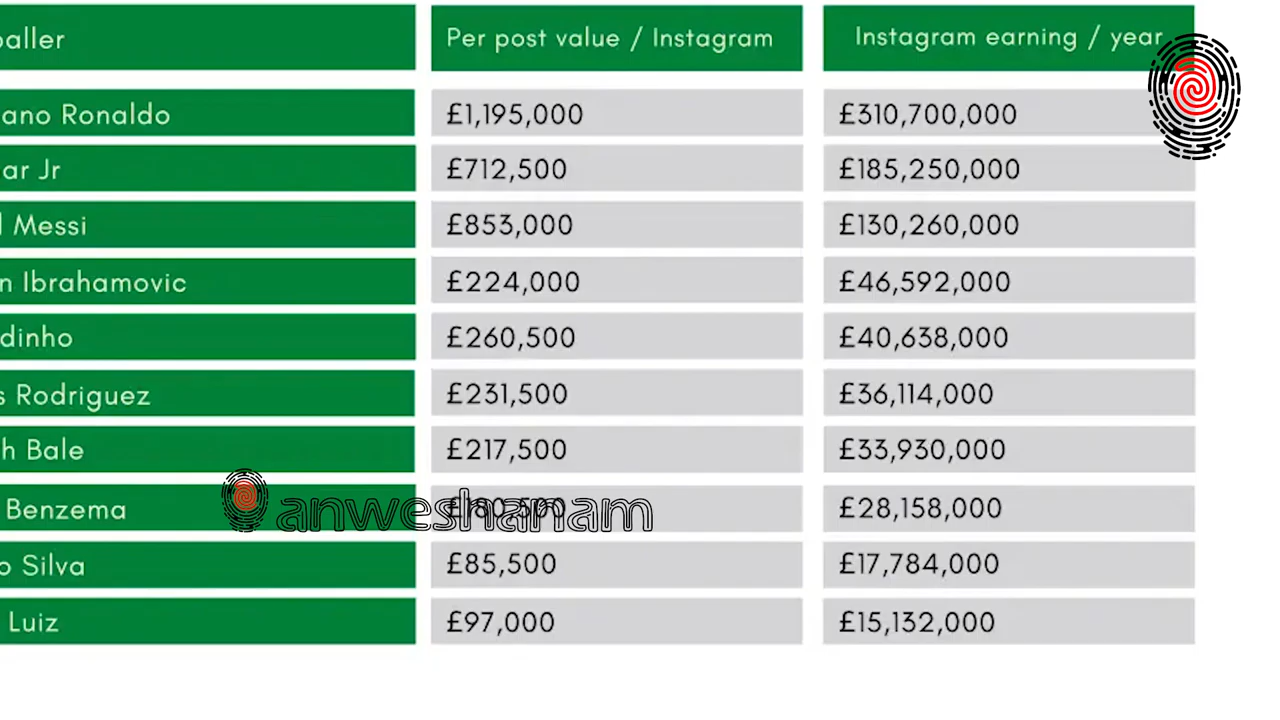 baller Per post value / Instagram Instagram earning / year
ano Ronaldo £1,195,000 £310,700,000
ar Jr £712,500 £185,250,000
Messi £853,000 £130,260,000
n Ibrahamovic £224,000 £46,592,000
dinho £260,500 £40,638,000
s Rodriguez £231,500 £36,114,000
h Bale £217,500 £33,930,000
Benzema £180,500 £28,158,000
anweshanam
o Silva £85,500 £17,784,000
Luiz £97,000 £15,132,000